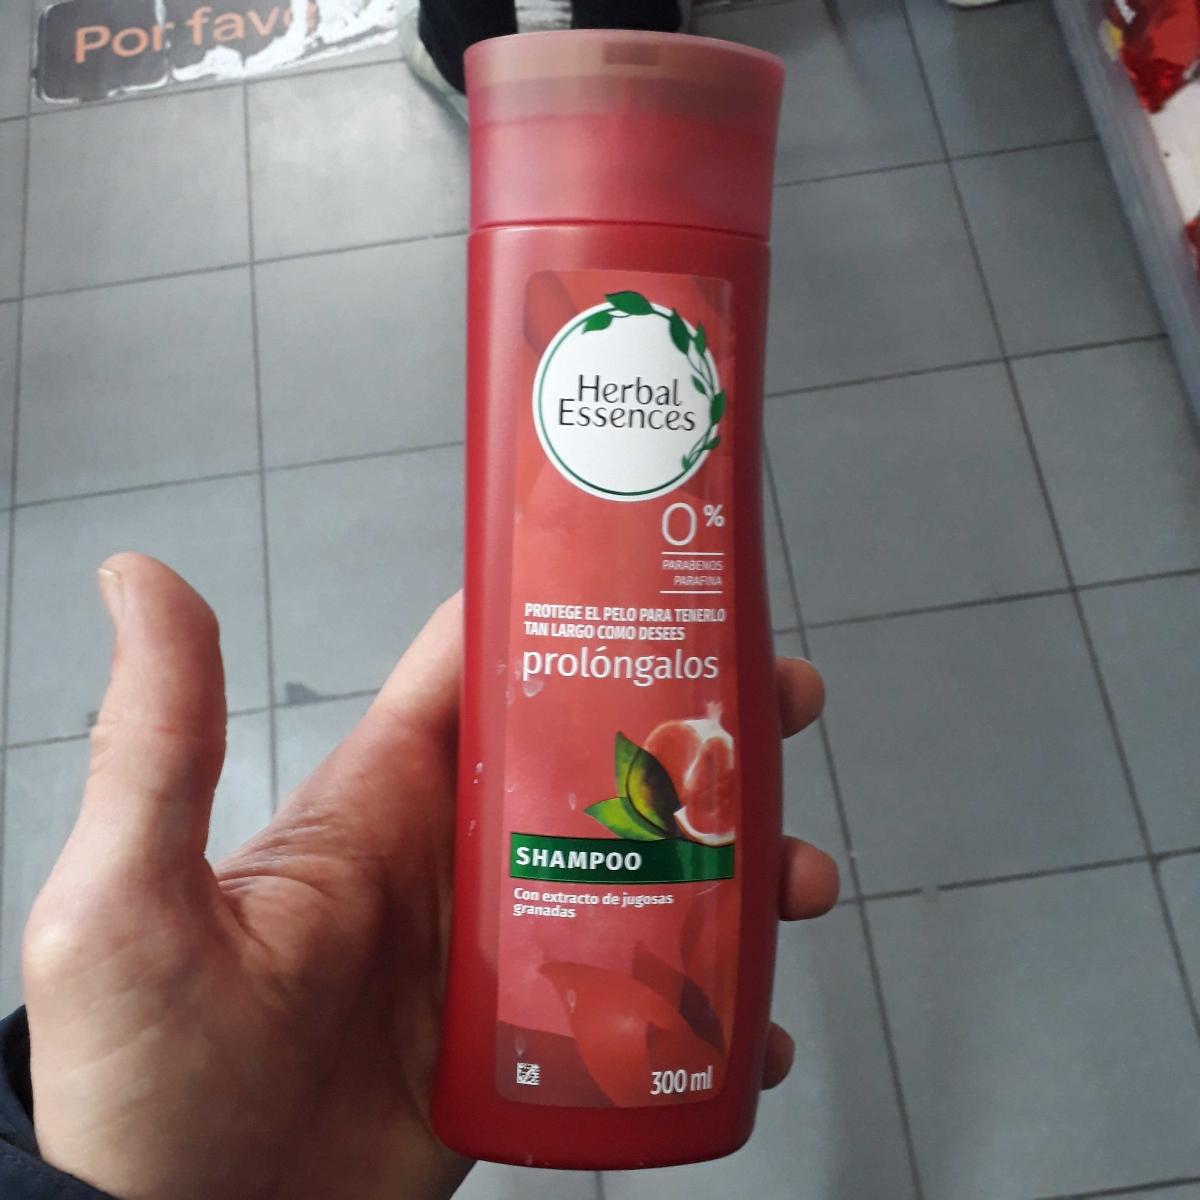 Por favo
Herbal
Essences
0%
PARABENOS
PARAFINA
PROTEGE EL PELO PARA TENERLO
TAN LARGO COMO DESEES
prolóngalos
SHAMPOO
Con extracto de jugosas
granadas
300 ml